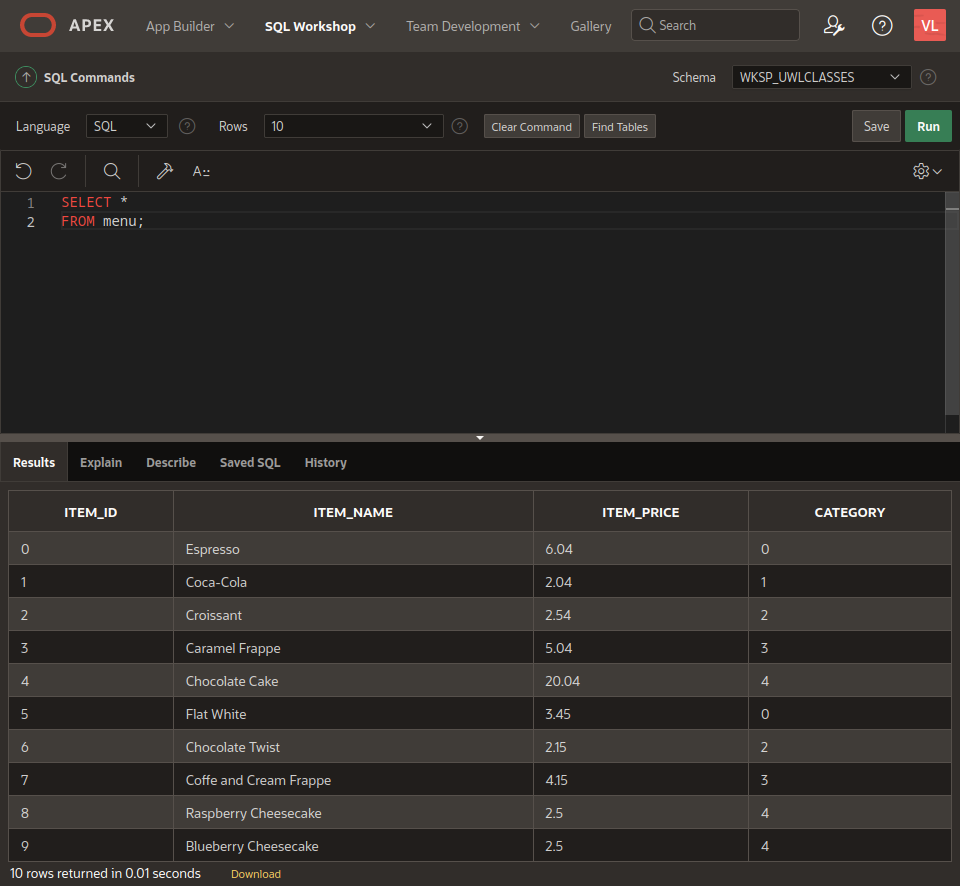 APEX App Builder SQL Workshop Team Development Gallery Search VL
SQL Commands Schema WKSP_UWLCLASSES
Language SQL Rows 10 Clear Command Find Tables Save Run
A
1 SELECT *
2 FROM menu;
Results Explain Describe Saved SQL History
ITEM_ID ITEM_NAME ITEM_PRICE CATEGORY
0 Espresso 6.04 0
1 Coca-Cola 2.04 1
2 Croissant 2.54 2
3 Caramel Frappe 5.04 3
4 Chocolate Cake 20.04 4
5 Flat White 3.45 0
6 Chocolate Twist 2.15 2
7 Coffe and Cream Frappe 4.15 3
8 Raspberry Cheesecake 2.5 4
9 Blueberry Cheesecake 2.5 4
10 rows returned in 0.01 seconds Download